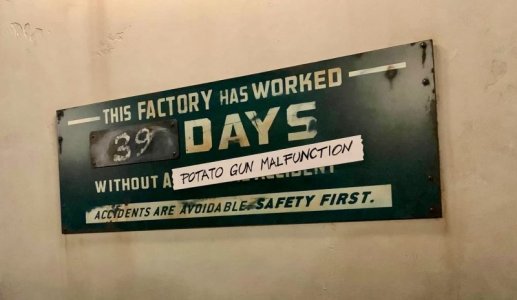 THIS FACTORY HAS WORKED
39 DAYS
WITHOUT A POTATO GUN MALFUNCTION
ACCIDENTS ARE AVOIDABLE. SAFETY FIRST.